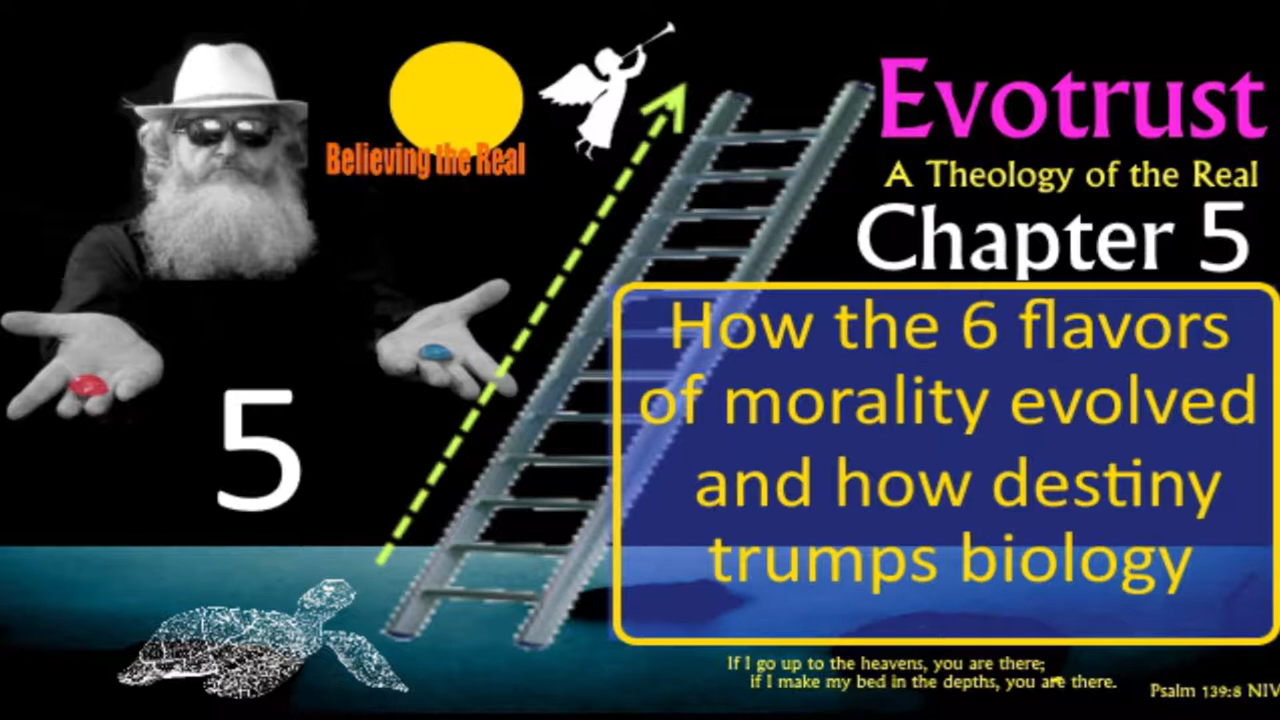 Believing the Real
Evotrust
A Theology of the Real
Chapter 5
5
How the 6 flavors
of morality evolved
and how destiny
trumps biology
If I go up to the heavens, you are there;
if I make my bed in the depths, you are there.
Psalm 139:8 NIV